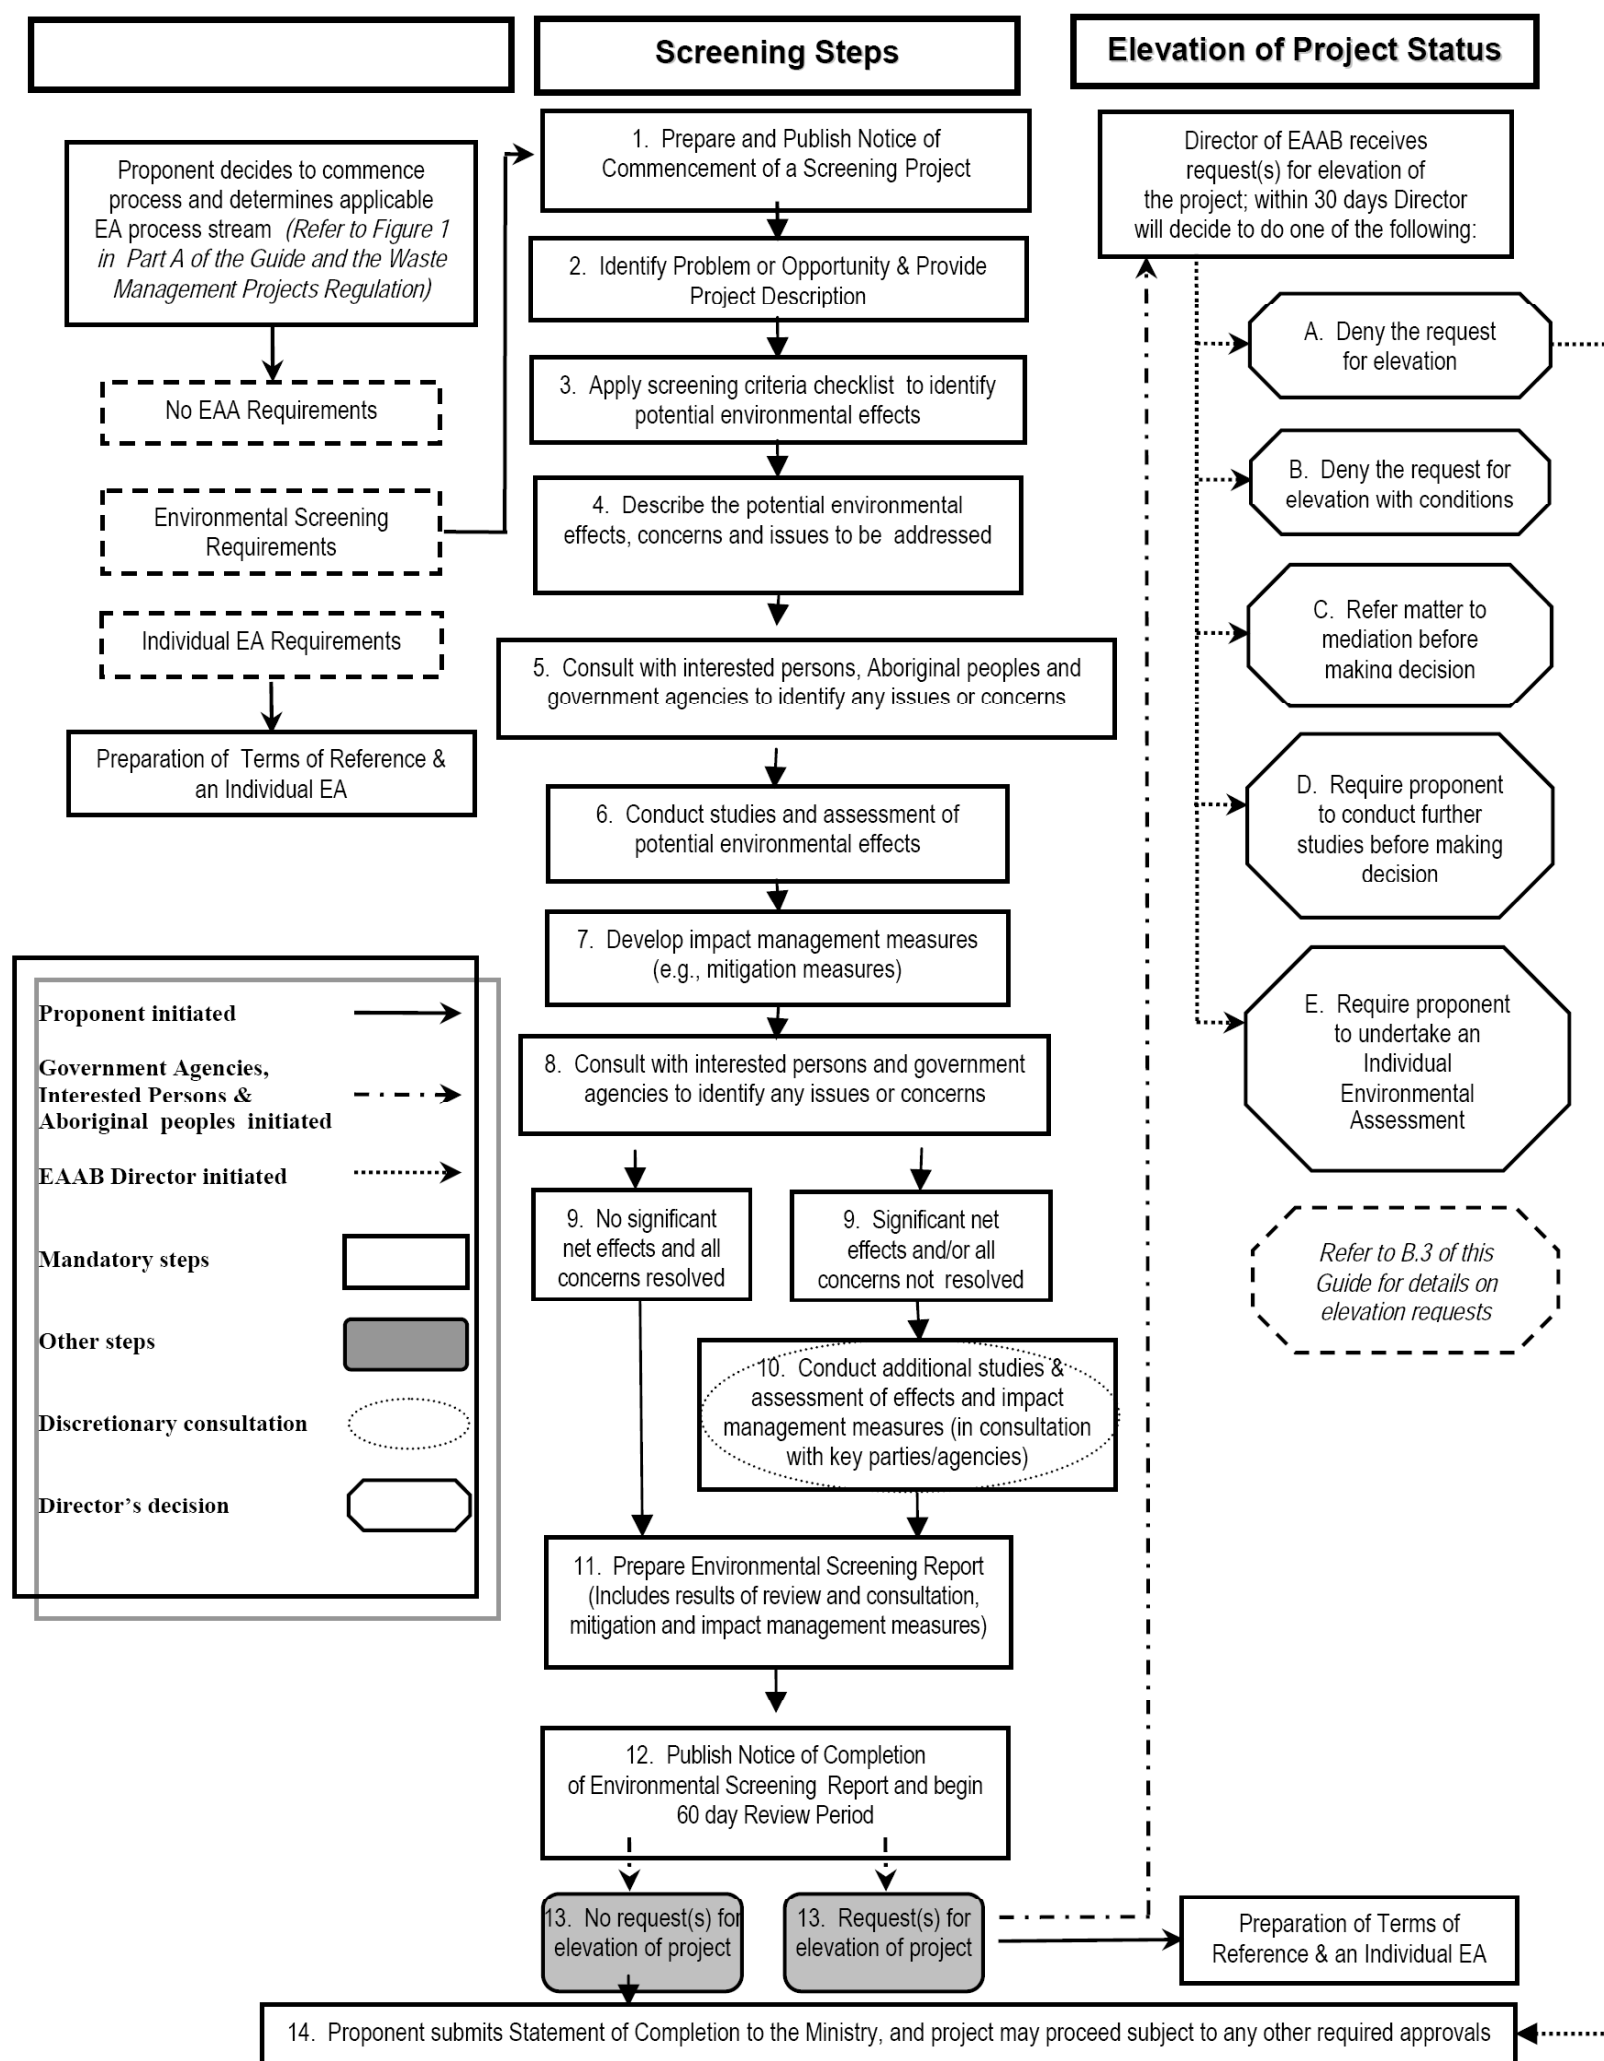 Screening Steps
Elevation of Project Status
Proponent decides to commence
process and determines applicable
EA process stream (Refer to Figure 1
in Part A of the Guide and the Waste
Management Projects Regulation)
No EAA Requirements
Environmental Screening
Requirements
Individual EA Requirements
Preparation of Terms of Reference &
an Individual EA
Proponent initiated
Government Agencies,
Interested Persons &
Aboriginal peoples initiated
EAAB Director initiated
Mandatory steps
Other steps
Discretionary consultation
Director’s decision
1. Prepare and Publish Notice of
Commencement of a Screening Project
2. Identify Problem or Opportunity & Provide
Project Description
3. Apply screening criteria checklist to identify
potential environmental effects
4. Describe the potential environmental
effects, concerns and issues to be addressed
5. Consult with interested persons, Aboriginal peoples and
government agencies to identify any issues or concerns
6. Conduct studies and assessment of
potential environmental effects
7. Develop impact management measures
(e.g., mitigation measures)
8. Consult with interested persons and government
agencies to identify any issues or concerns
9. No significant
net effects and all
concerns resolved
9. Significant net
effects and/or all
concerns not resolved
10. Conduct additional studies &
assessment of effects and impact
management measures (in consultation
with key parties/agencies)
11. Prepare Environmental Screening Report
(Includes results of review and consultation,
mitigation and impact management measures)
12. Publish Notice of Completion
of Environmental Screening Report and begin
60 day Review Period
13. No request(s) for
elevation of project
13. Request(s) for
elevation of project
Preparation of Terms of
Reference & an Individual EA
14. Proponent submits Statement of Completion to the Ministry, and project may proceed subject to any other required approvals
Director of EAAB receives
request(s) for elevation of
the project; within 30 days Director
will decide to do one of the following:
A. Deny the request
for elevation
B. Deny the request for
elevation with conditions
C. Refer matter to
mediation before
making decision
D. Require proponent
to conduct further
studies before making
decision
E. Require proponent
to undertake an
Individual
Environmental
Assessment
Refer to B.3 of this
Guide for details on
elevation requests